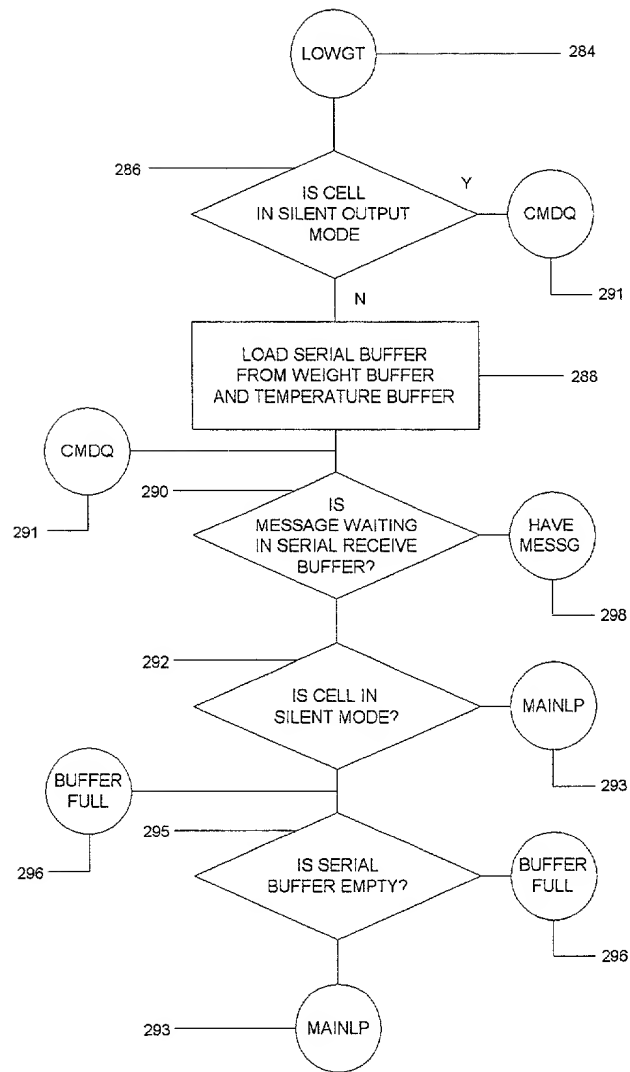 LOWGT
284
286
IS CELL
IN SILENT OUTPUT
MODE
Y
CMDQ
291
N
LOAD SERIAL BUFFER
FROM WEIGHT BUFFER
AND TEMPERATURE BUFFER
288
CMDQ
291
290
IS
MESSAGE WAITING
IN SERIAL RECEIVE
BUFFER?
HAVE
MESSG
298
292
IS CELL IN
SILENT MODE?
MAINLP
293
BUFFER
FULL
296
295
IS SERIAL
BUFFER EMPTY?
BUFFER
FULL
296
293
MAINLP